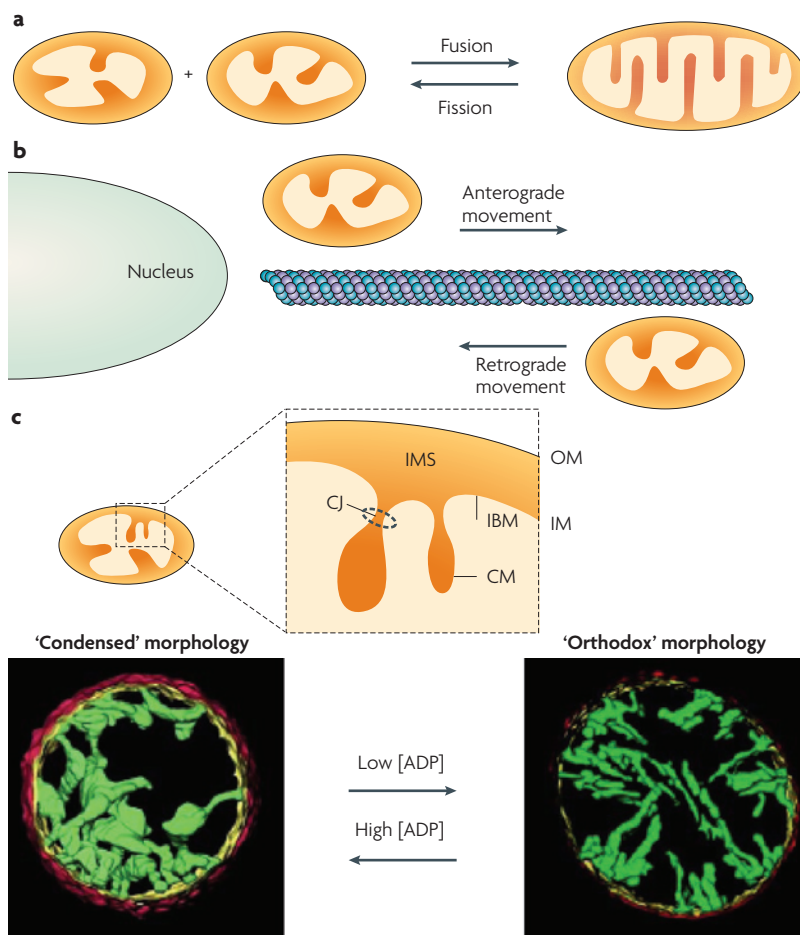 a
+
Fusion
Fission
b
Nucleus
Anterograde
movement
Retrograde
movement
c
IMS
OM
CJ
IBM
IM
CM
'Condensed' morphology
'Orthodox' morphology
Low [ADP]
High [ADP]